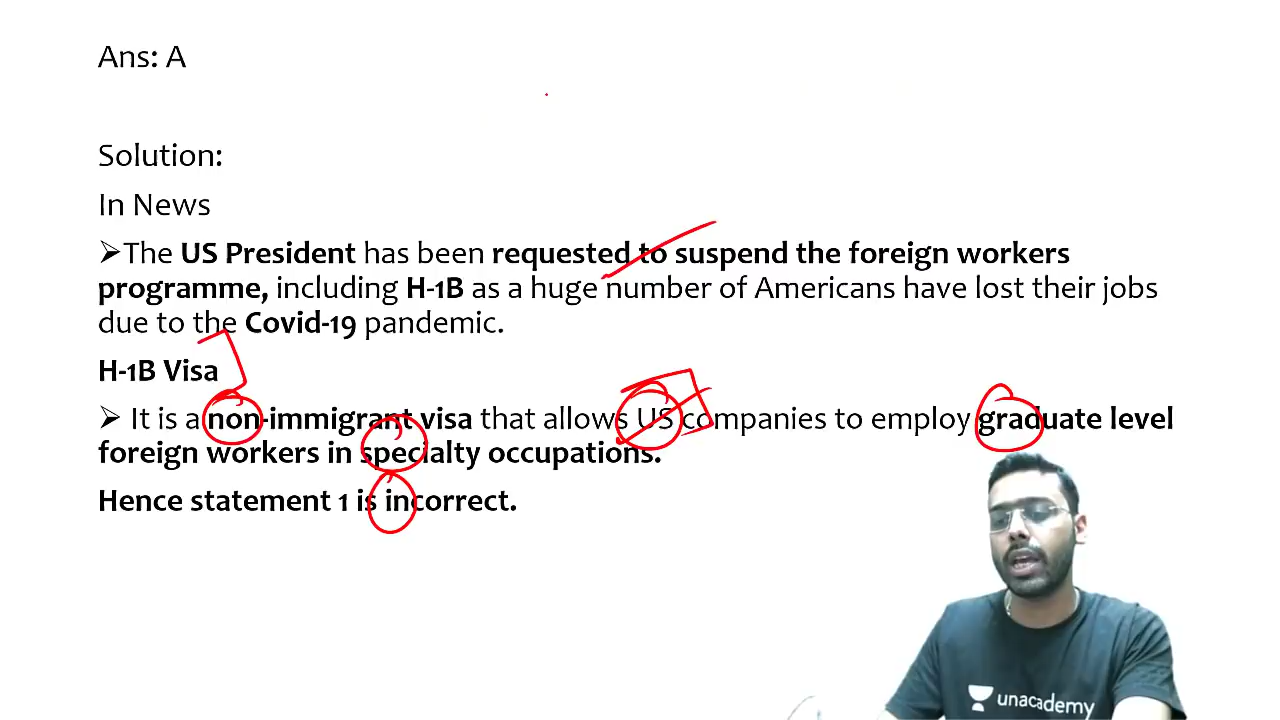 Ans: A
Solution:
In News
➢The US President has been requested to suspend the foreign workers
programme, including H-1B as a huge number of Americans have lost their jobs
due to the Covid-19 pandemic.
H-1B Visa
➢ It is a non-immigrant visa that allows US companies to employ graduate level
foreign workers in specialty occupations.
Hence statement 1 is incorrect.
unacademy